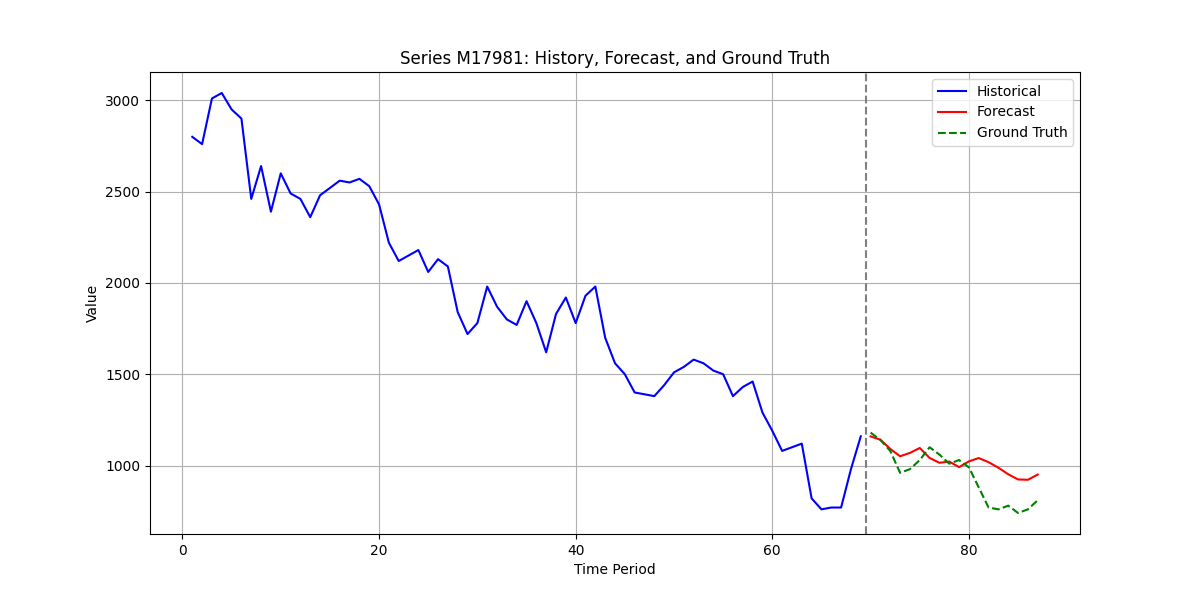 Series M17981: History, Forecast, and Ground Truth
Historical
Forecast
Ground Truth
3000
2500
2000
1500
1000
Value
0
20
40
60
80
Time Period